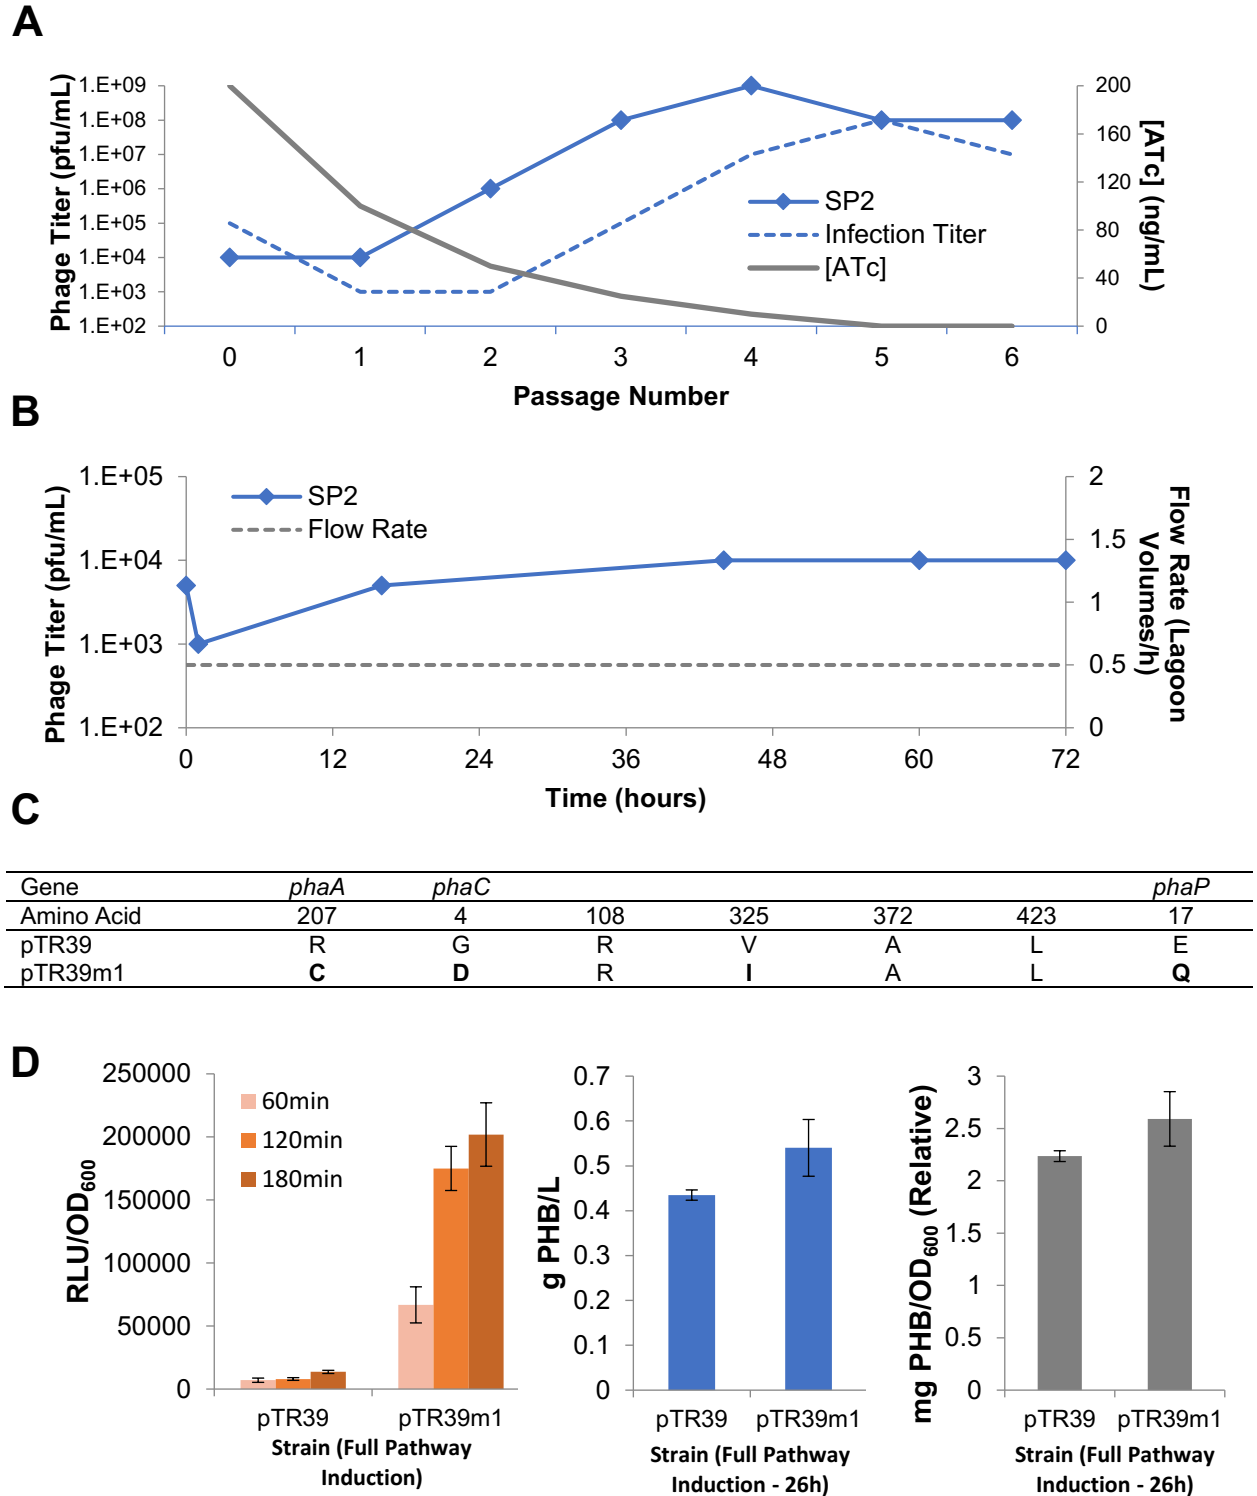 A
Phage Titer (pfu/mL)
1.E+09
1.E+08
1.E+07
1.E+06
1.E+05
1.E+04
1.E+03
1.E+02
200
160
120
80
40
0
[ATc] (ng/mL)
SP2
Infection Titer
[ATc]
0 1 2 3 4 5 6
Passage Number
B
Phage Titer (pfu/mL)
1.E+05
1.E+04
1.E+03
1.E+02
2
1.5
1
0.5
0
Flow Rate (Lagoon
Volumes/h)
SP2
Flow Rate
0 12 24 36 48 60 72
Time (hours)
C
Gene phaA phaC phaP
Amino Acid 207 4 108 325 372 423 17
pTR39 R G R V A L E
pTR39m1 C D R I A L Q
D
RLU/OD600
250000
200000
150000
100000
50000
0
60min
120min
180min
pTR39 pTR39m1
Strain (Full Pathway
Induction)
g PHB/L
0.7
0.6
0.5
0.4
0.3
0.2
0.1
0
pTR39 pTR39m1
Strain (Full Pathway
Induction - 26h)
mg PHB/OD600 (Relative)
3
2.5
2
1.5
1
0.5
0
pTR39 pTR39m1
Strain (Full Pathway
Induction - 26h)